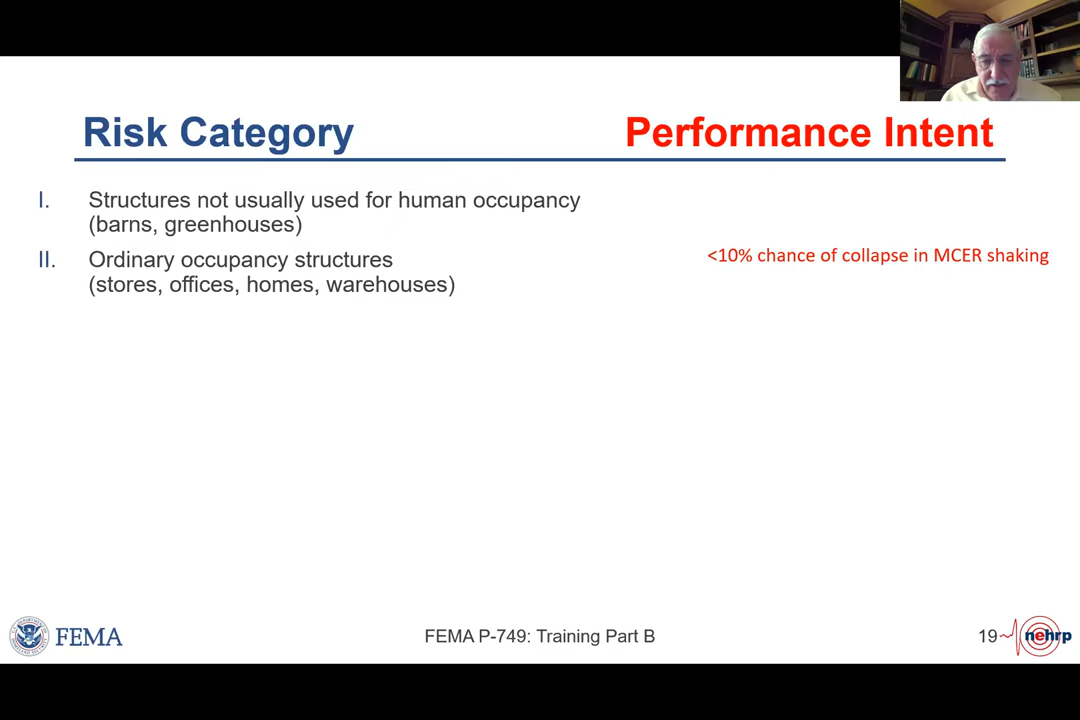 Risk Category
Performance Intent
I. Structures not usually used for human occupancy
(barns, greenhouses)
II. Ordinary occupancy structures
(stores, offices, homes, warehouses)
<10% chance of collapse in MCER shaking
FEMA
FEMA P-749: Training Part B
19
nehrp